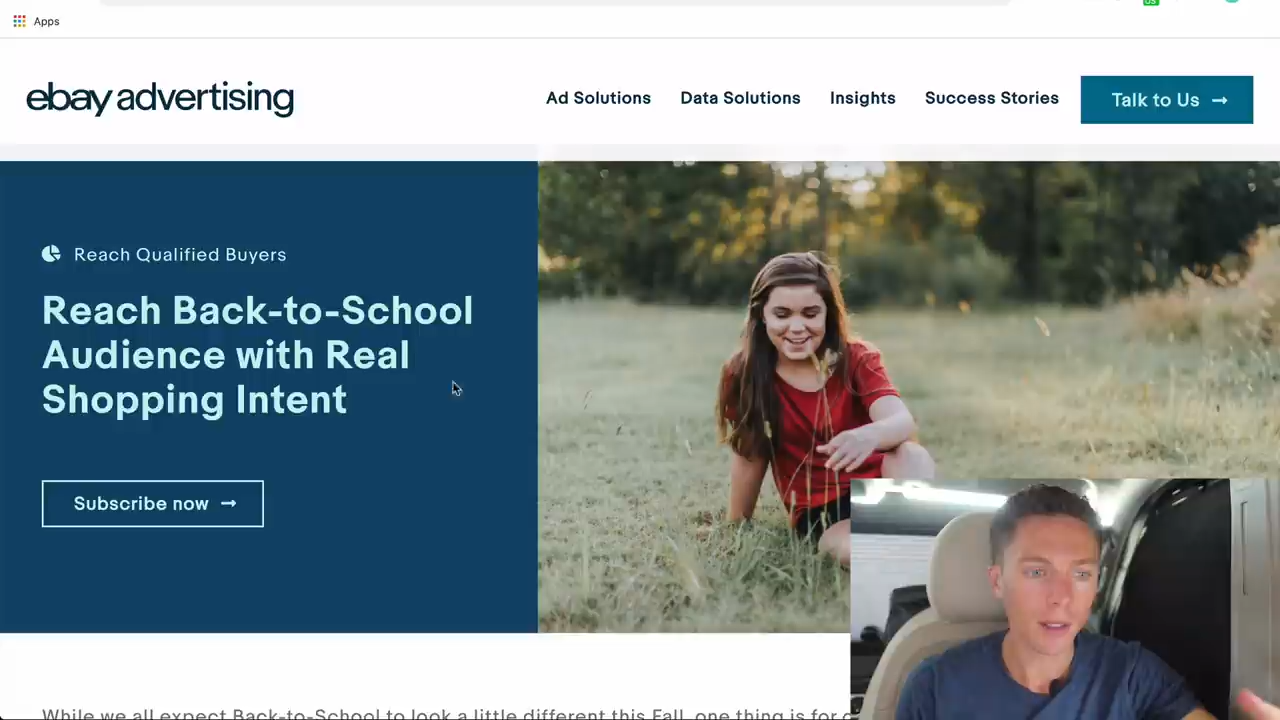 Apps
ebay advertising
Ad Solutions
Data Solutions
Insights
Success Stories
Talk to Us →
Reach Qualified Buyers
Reach Back-to-School
Audience with Real
Shopping Intent
Subscribe now →
While we all expect Back-to-School to look a little different this Fall, one thing is for